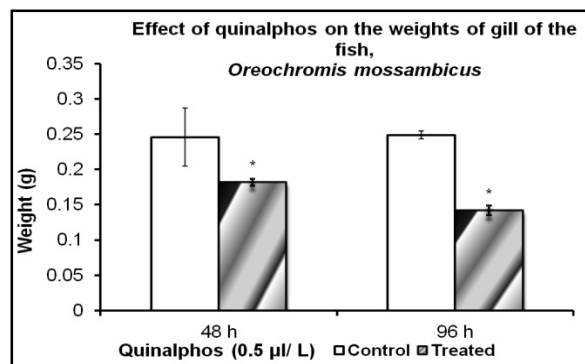 Effect of quinalphos on the weights of gill of the
fish,
Oreochromis mossambicus
0.35
0.3
0.25
0.2
0.15
0.1
0.05
0
Weight (g)
*
*
48 h
96 h
Quinalphos (0.5 µl/ L) Control Treated